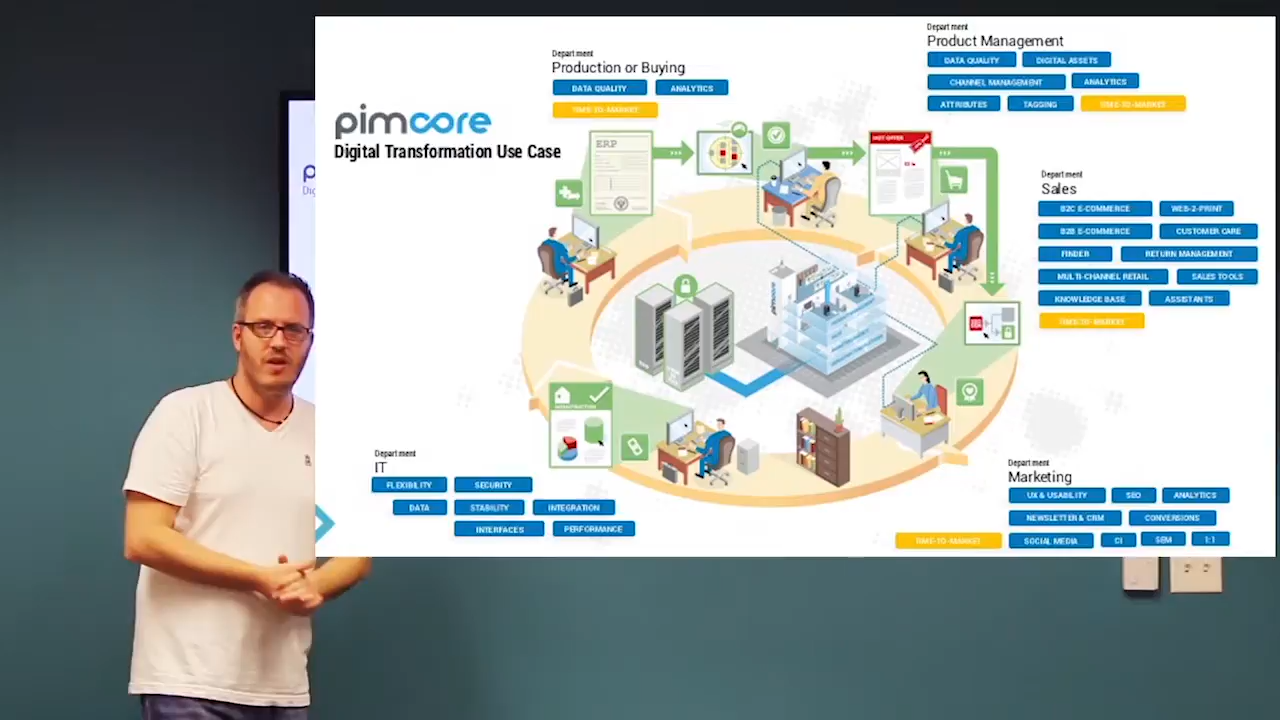 pimcore
Digital Transformation Use Case
Department
Production or Buying
DATA QUALITY
ANALYTICS
TIME-TO-MARKET
Department
Product Management
DATA QUALITY
DIGITAL ASSETS
CHANNEL MANAGEMENT
ANALYTICS
ATTRIBUTES
TAGGING
TIME-TO-MARKET
ERP
HOT OFFER
Department
Sales
B2C E-COMMERCE
WEB-2-PRINT
B2B E-COMMERCE
CUSTOMER CARE
FINDER
RETURN MANAGEMENT
MULTI-CHANNEL RETAIL
SALES TOOLS
KNOWLEDGE BASE
ASSISTANTS
TIME-TO-MARKET
pimcore
INFRASTRUCTURE
Department
IT
FLEXIBILITY
SECURITY
DATA
STABILITY
INTEGRATION
INTERFACES
PERFORMANCE
Department
Marketing
UX & USABILITY
SEO
ANALYTICS
NEWSLETTER & CRM
CONVERSIONS
TIME-TO-MARKET
SOCIAL MEDIA
CI
SEM
1:1